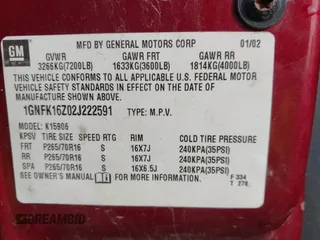 GM
MFD BY GENERAL MOTORS CORP 01/02
GVWR GAWR FRT GAWR RR
3266KG(7200LB) 1633KG(3600LB) 1814KG(4000LB)
THIS VEHICLE CONFORMS TO ALL APPLICABLE U.S. FEDERAL MOTOR
VEHICLE SAFETY STANDARDS IN EFFECT ON THE DATE OF
MANUFACTURE SHOWN ABOVE.
1GNFK16Z02J222591 TYPE: M.P.V.
MODEL: K15906
KPSV TIRE SIZE SPEED RTG RIM COLD TIRE PRESSURE
FRT P265/70R16 S 16X7J 240KPA(35PSI)
RR P265/70R16 S 16X7J 240KPA(35PSI)
SPA P265/70R16 S 16X6.5J 240KPA(35PSI)
SEE OWNER'S MANUAL FOR ADDITIONAL INFORMATION.
F 334
T 278
DREAMBID